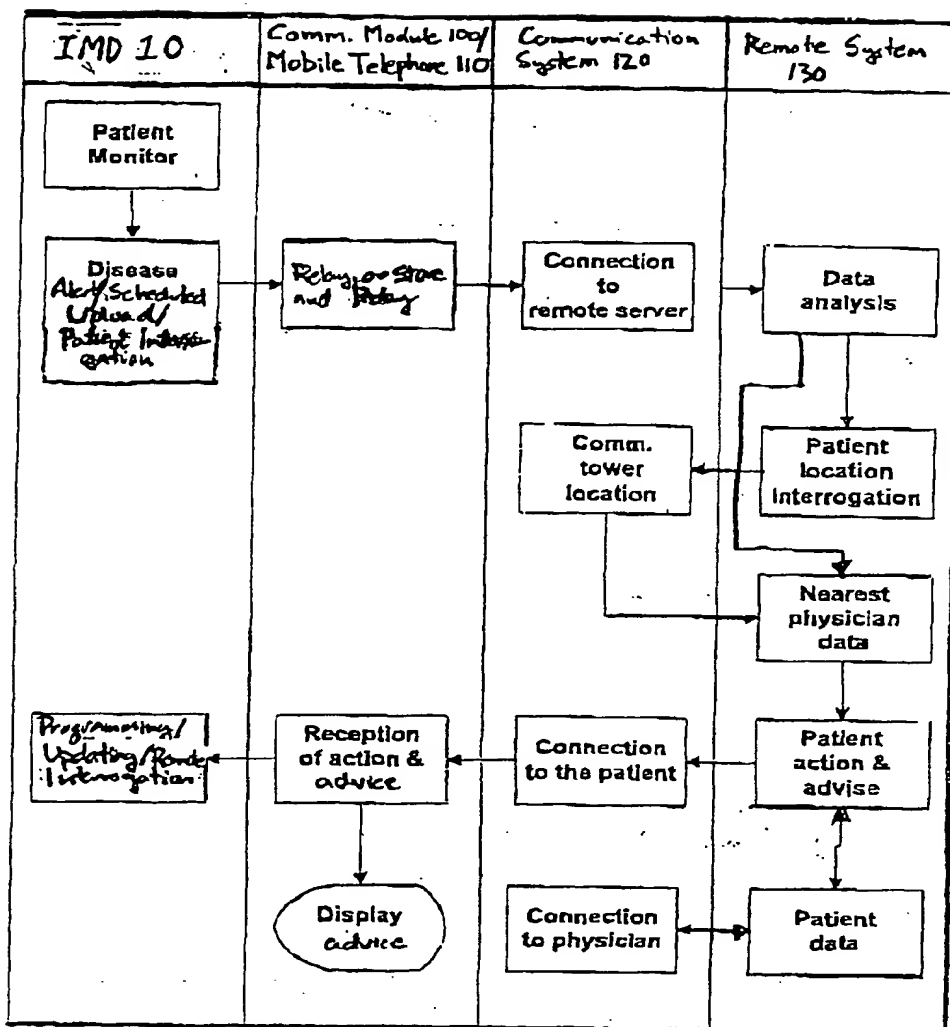 IMD 10
Comm. Module 100/
Mobile Telephone 110
Communication
System 120
Remote System
130
Patient
Monitor
Disease
Alert/Scheduled
Upload/
Patient Interro-
gation
Relay or Store
and Relay
Connection
to
remote server
Data
analysis
Comm.
tower
location
Patient
location
interrogation
Nearest
physician
data
Programming/
Updating/Remote
Interrogation
Reception
of action &
advice
Connection
to the patient
Patient
action &
advise
Display
advice
Connection
to physician
Patient
data